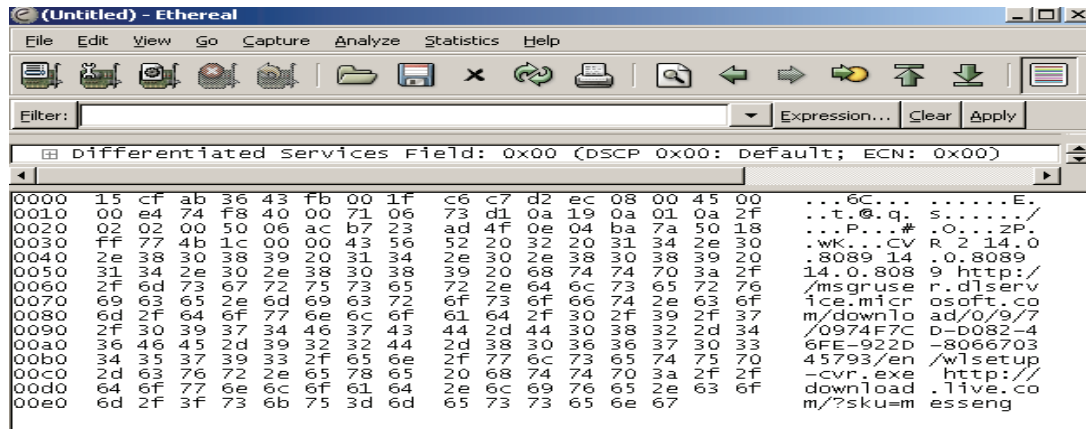 (Untitled) - Ethereal
File Edit View Go Capture Analyze Statistics Help
Filter: Expression... Clear Apply
Differentiated Services Field: 0x00 (DSCP 0x00: Default; ECN: 0x00)
0000 15 cf ab 36 43 fb 00 1f c6 c7 d2 ec 08 00 45 00 ...6C... ......E.
0010 00 e4 74 f8 40 00 71 06 73 d1 0a 19 0a 01 0a 2f ..t.@.q. s....../
0020 02 02 00 50 06 ac b7 23 ad 4f 0e 04 ba 7a 50 18 ...P...# .O...zP.
0030 ff 77 4b 1c 00 00 43 56 52 20 32 20 31 34 2e 30 .wK...CV R 2 14.0
0040 2e 38 30 38 39 20 31 34 2e 30 2e 38 30 38 39 20 .8089 14 .0.8089
0050 31 34 2e 30 2e 38 30 38 39 20 68 74 74 70 3a 2f 14.0.808 9 http:/
0060 2f 6d 73 67 72 75 73 65 72 2e 64 6c 73 65 72 76 /msgruse r.dlserv
0070 69 63 65 2e 6d 69 63 72 6f 73 6f 66 74 2e 63 6f ice.micr osoft.co
0080 6d 2f 64 6f 77 6e 6c 6f 61 64 2f 30 2f 39 2f 37 m/downlo ad/0/9/7
0090 2f 30 39 37 34 46 37 43 44 2d 44 30 38 32 2d 34 /0974F7C D-D082-4
00a0 36 46 45 2d 39 32 32 44 2d 38 30 36 36 37 30 33 6FE-922D -8066703
00b0 34 35 37 39 33 2f 65 6e 2f 77 6c 73 65 74 75 70 45793/en /wlsetup
00c0 2d 63 76 72 2e 65 78 65 20 68 74 74 70 3a 2f 2f -cvr.exe http://
00d0 64 6f 77 6e 6c 6f 61 64 2e 6c 69 76 65 2e 63 6f download .live.co
00e0 6d 2f 3f 73 6b 75 3d 6d 65 73 73 65 6e 67 m/?sku=m esseng